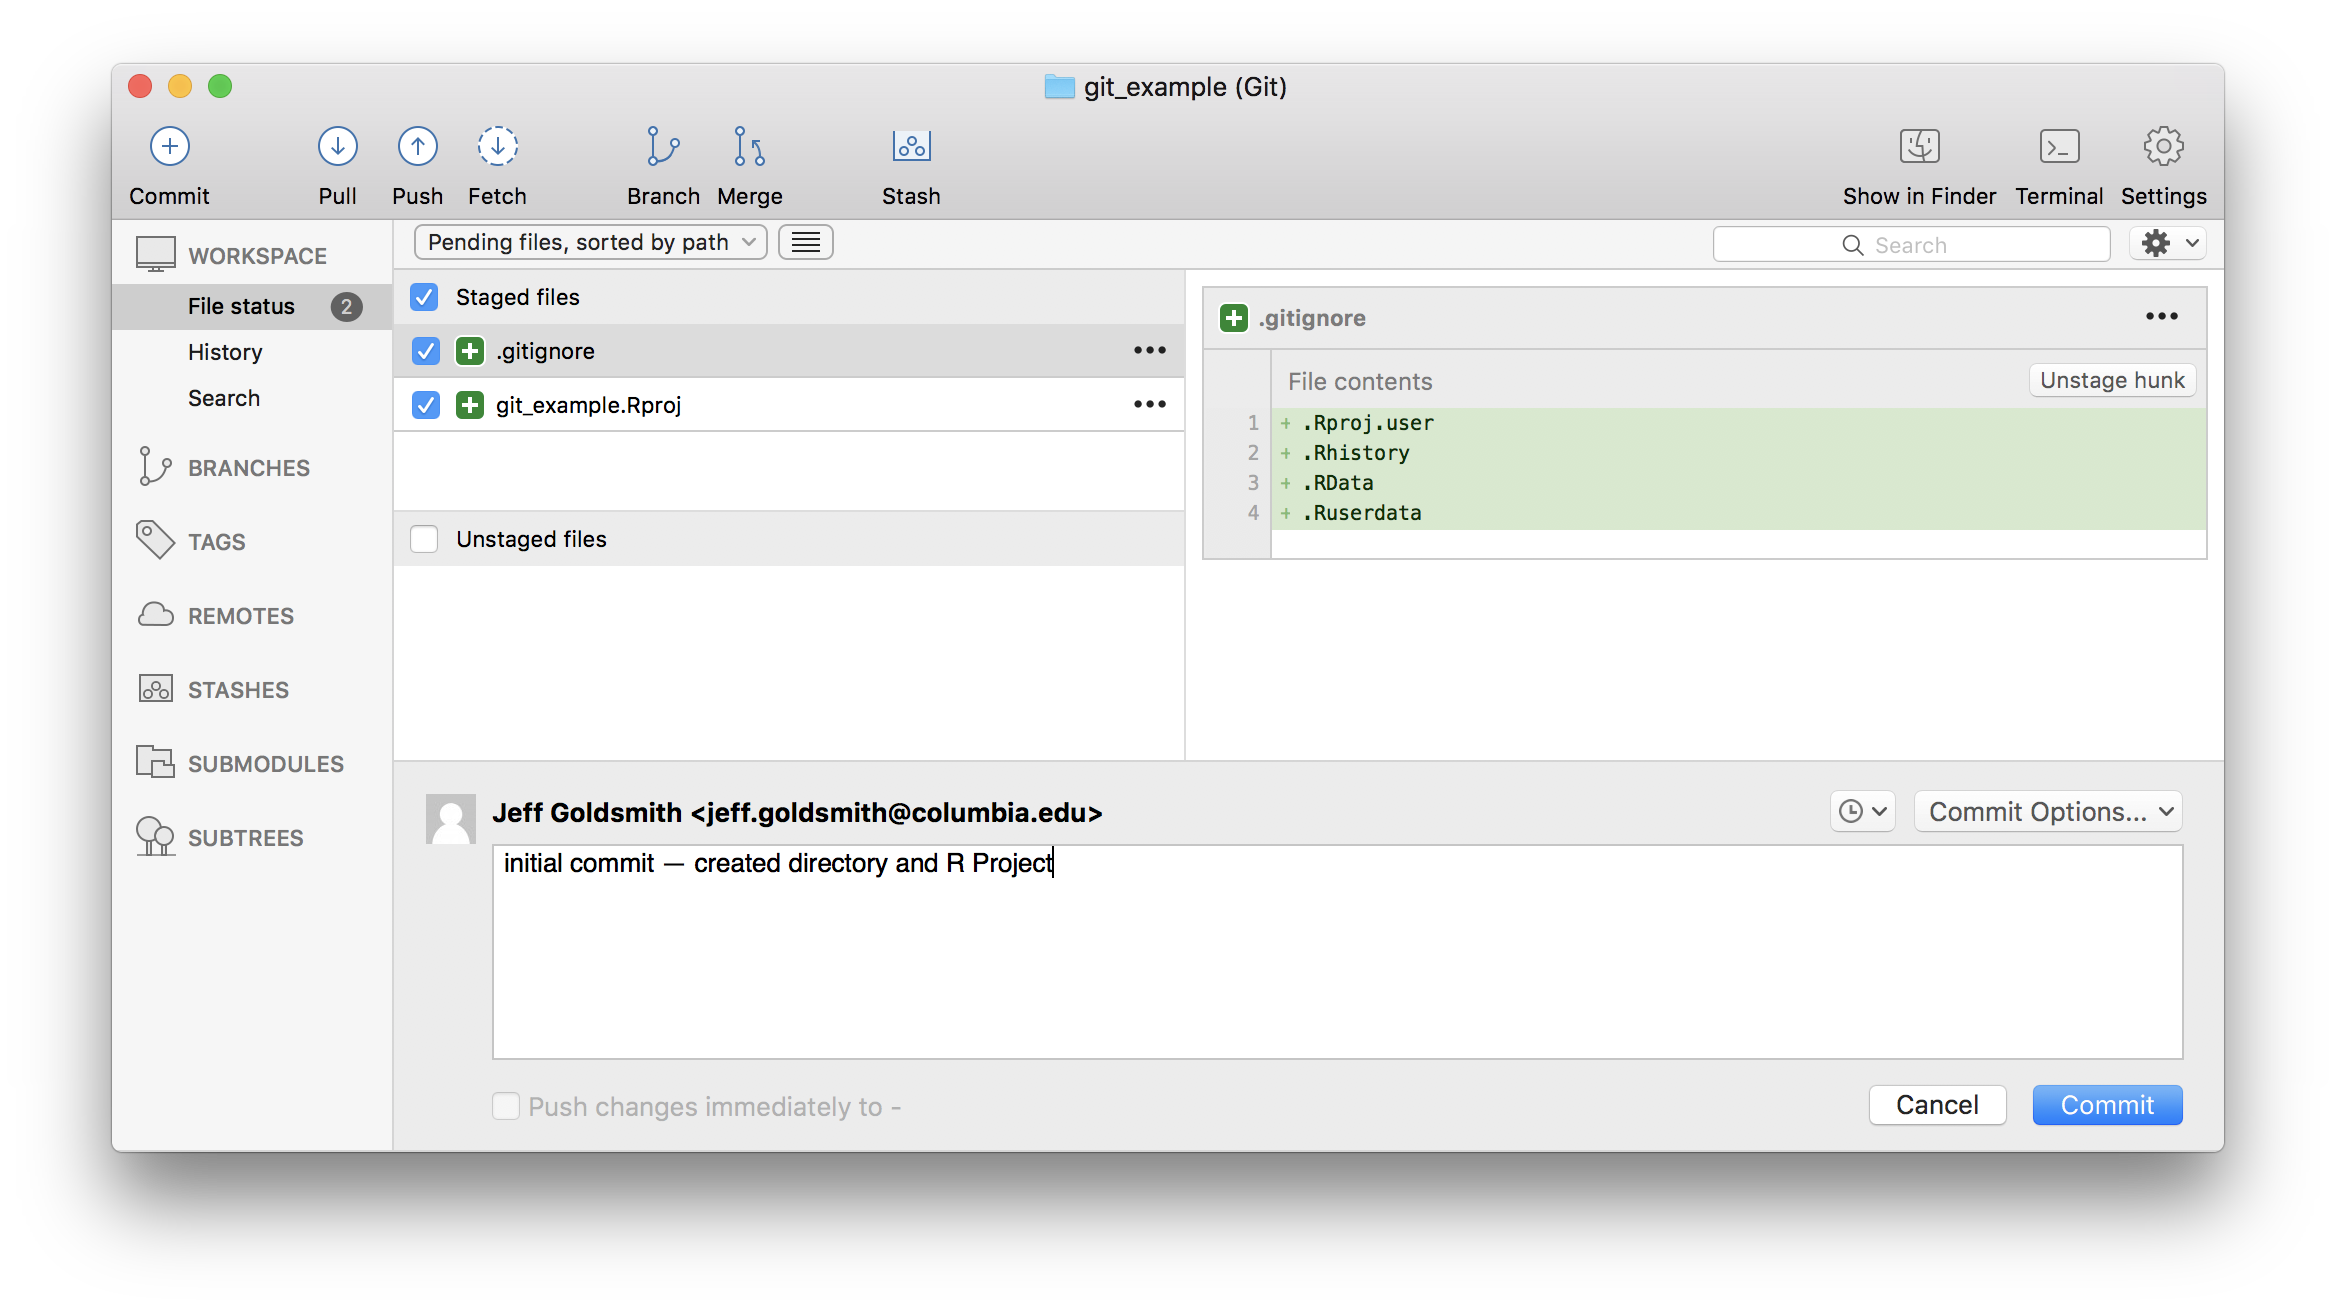 git_example (Git)
Commit
Pull
Push
Fetch
Branch
Merge
Stash
Show in Finder
Terminal
Settings
WORKSPACE
File status 2
History
Search
BRANCHES
TAGS
REMOTES
STASHES
SUBMODULES
SUBTREES
Pending files, sorted by path
Search
Staged files
.gitignore
git_example.Rproj
Unstaged files
.gitignore
File contents
Unstage hunk
1 + .Rproj.user
2 + .Rhistory
3 + .RData
4 + .Ruserdata
Jeff Goldsmith <jeff.goldsmith@columbia.edu>
Commit Options...
initial commit — created directory and R Project
Push changes immediately to -
Cancel
Commit